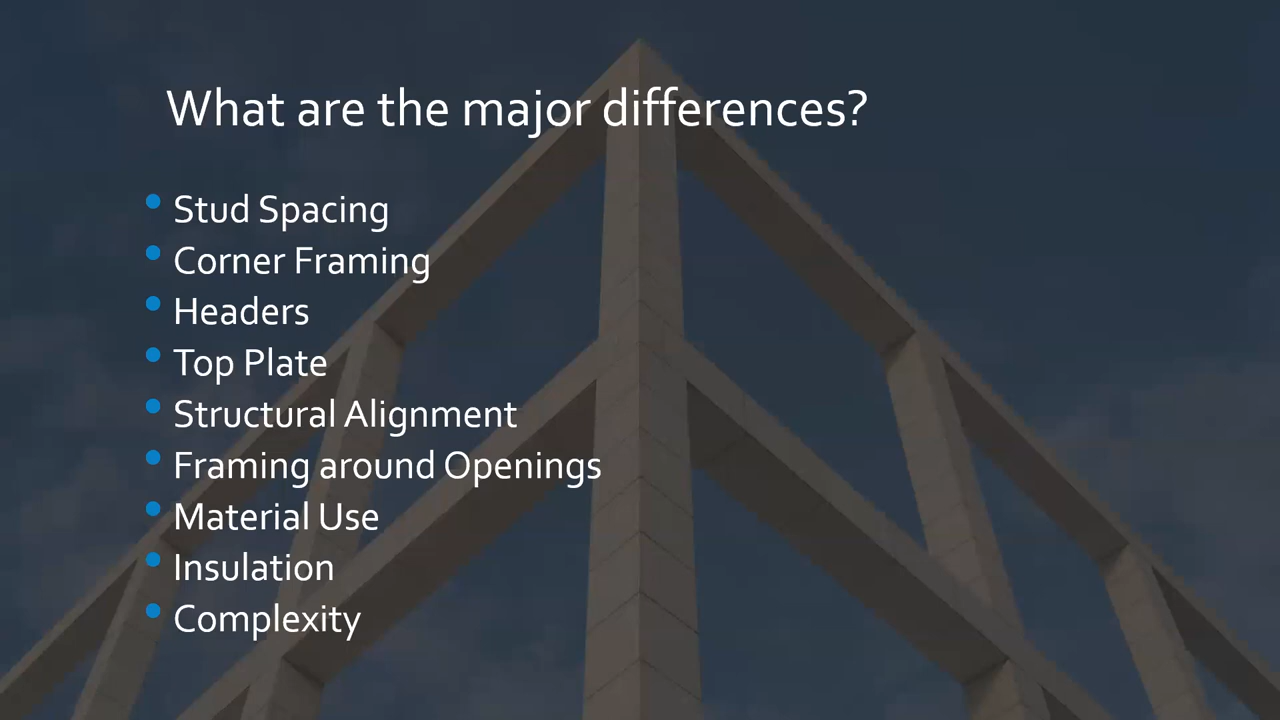 What are the major differences?
• Stud Spacing
• Corner Framing
• Headers
• Top Plate
• Structural Alignment
• Framing around Openings
• Material Use
• Insulation
• Complexity